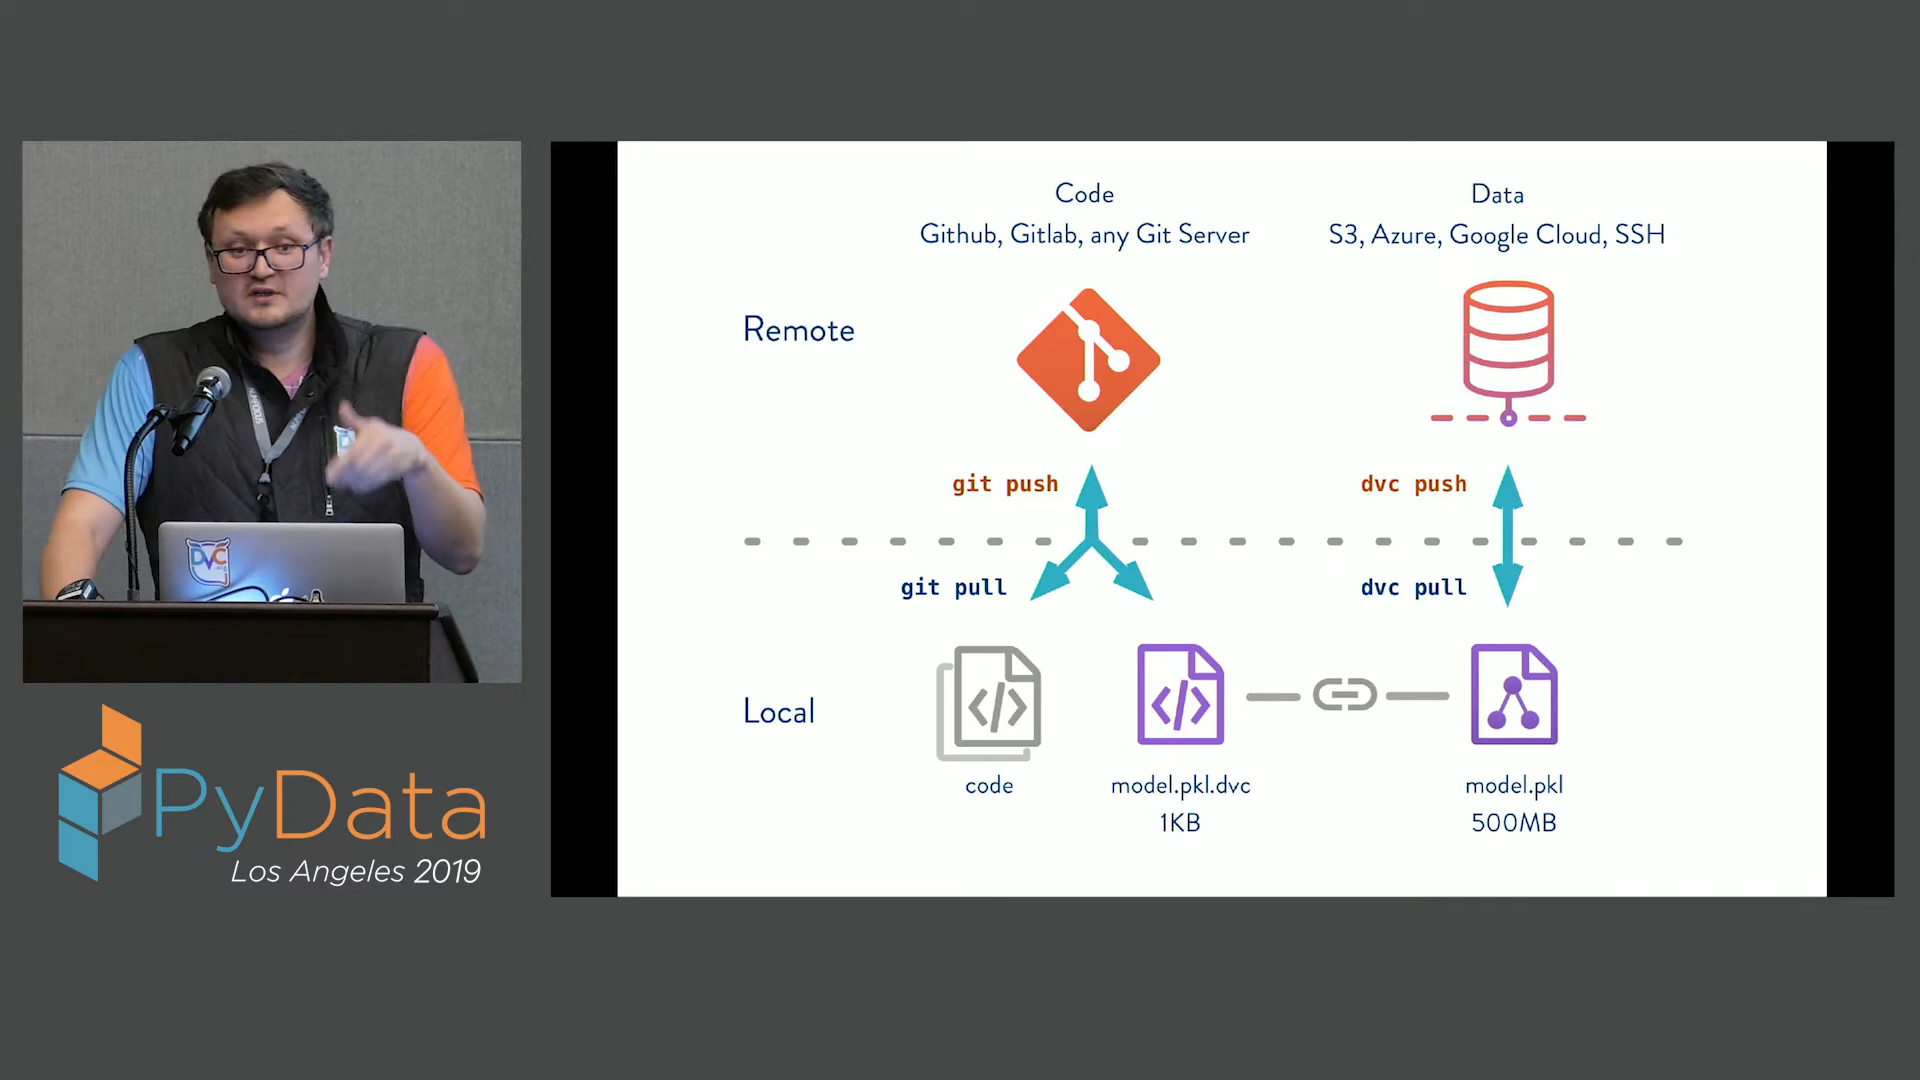 Code
Github, Gitlab, any Git Server
Data
S3, Azure, Google Cloud, SSH
Remote
git push
dvc push
git pull
dvc pull
Local
code
model.pkl.dvc
1KB
model.pkl
500MB
DVC
PyData
Los Angeles 2019